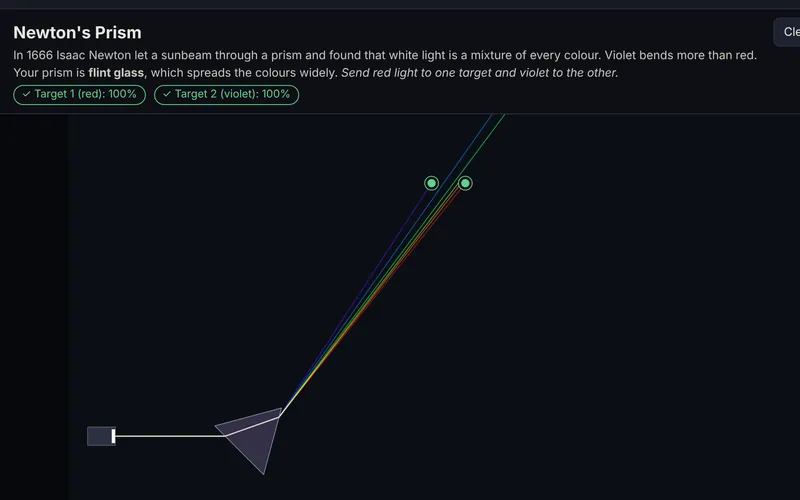 Newton's Prism
Cle
In 1666 Isaac Newton let a sunbeam through a prism and found that white light is a mixture of every colour. Violet bends more than red.
Your prism is flint glass, which spreads the colours widely. Send red light to one target and violet to the other.
✓ Target 1 (red): 100% ✓ Target 2 (violet): 100%